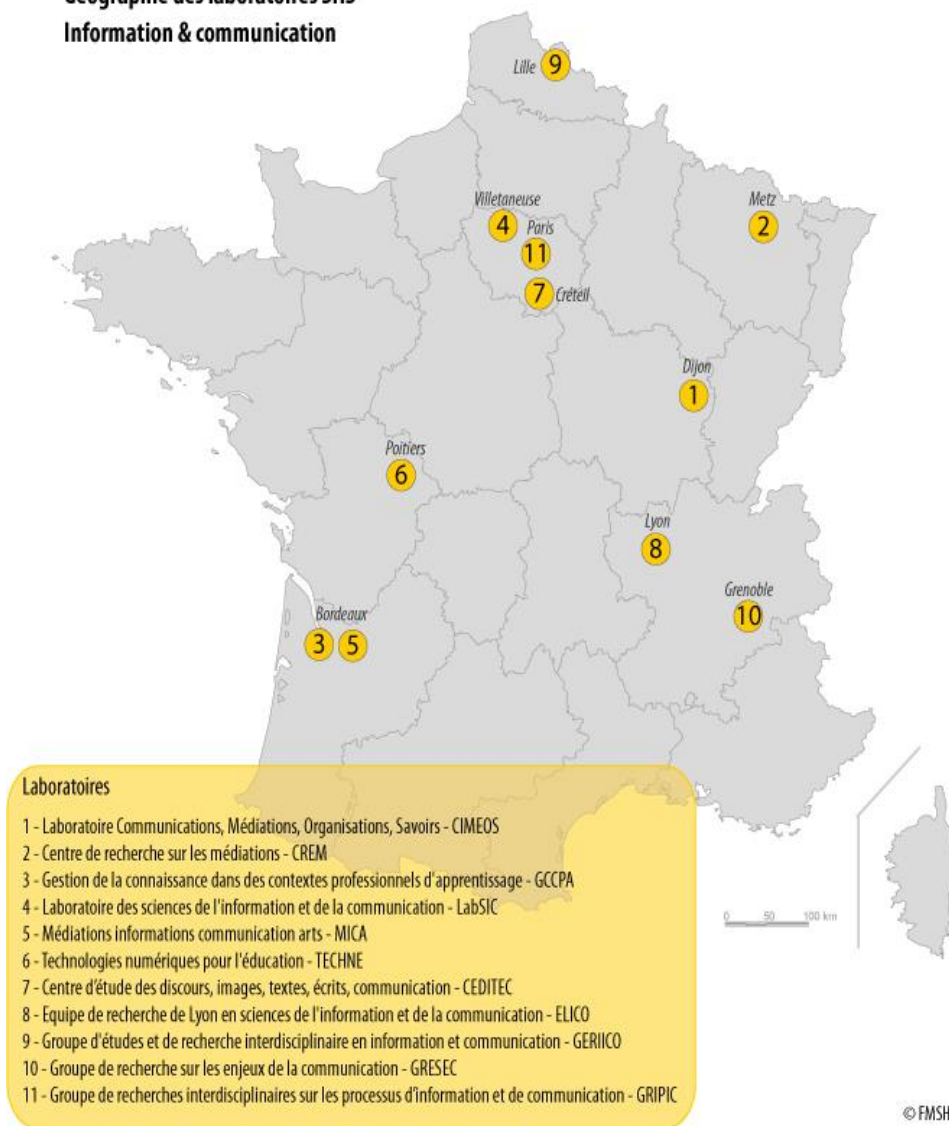 Géographie des laboratoires SHS
Information & communication
Lille 9
Villetaneuse
4
Paris
11
7 Créteil
Metz
2
Dijon
1
Poitiers
6
Lyon
8
Grenoble
10
Bordeaux
3 5
Laboratoires
1 - Laboratoire Communications, Médiations, Organisations, Savoirs - CIMEOS
2 - Centre de recherche sur les médiations - CREM
3 - Gestion de la connaissance dans des contextes professionnels d'apprentissage - GCCPA
4 - Laboratoire des sciences de l'information et de la communication - LabSIC
5 - Médiations informations communication arts - MICA
6 - Technologies numériques pour l'éducation - TECHNE
7 - Centre d'étude des discours, images, textes, écrits, communication - CEDITEC
8 - Equipe de recherche de Lyon en sciences de l'information et de la communication - ELICO
9 - Groupe d'études et de recherche interdisciplinaire en information et communication - GERIICO
10 - Groupe de recherche sur les enjeux de la communication - GRESEC
11 - Groupe de recherches interdisciplinaires sur les processus d'information et de communication - GRIPIC
0 50 100 km
© FMSH